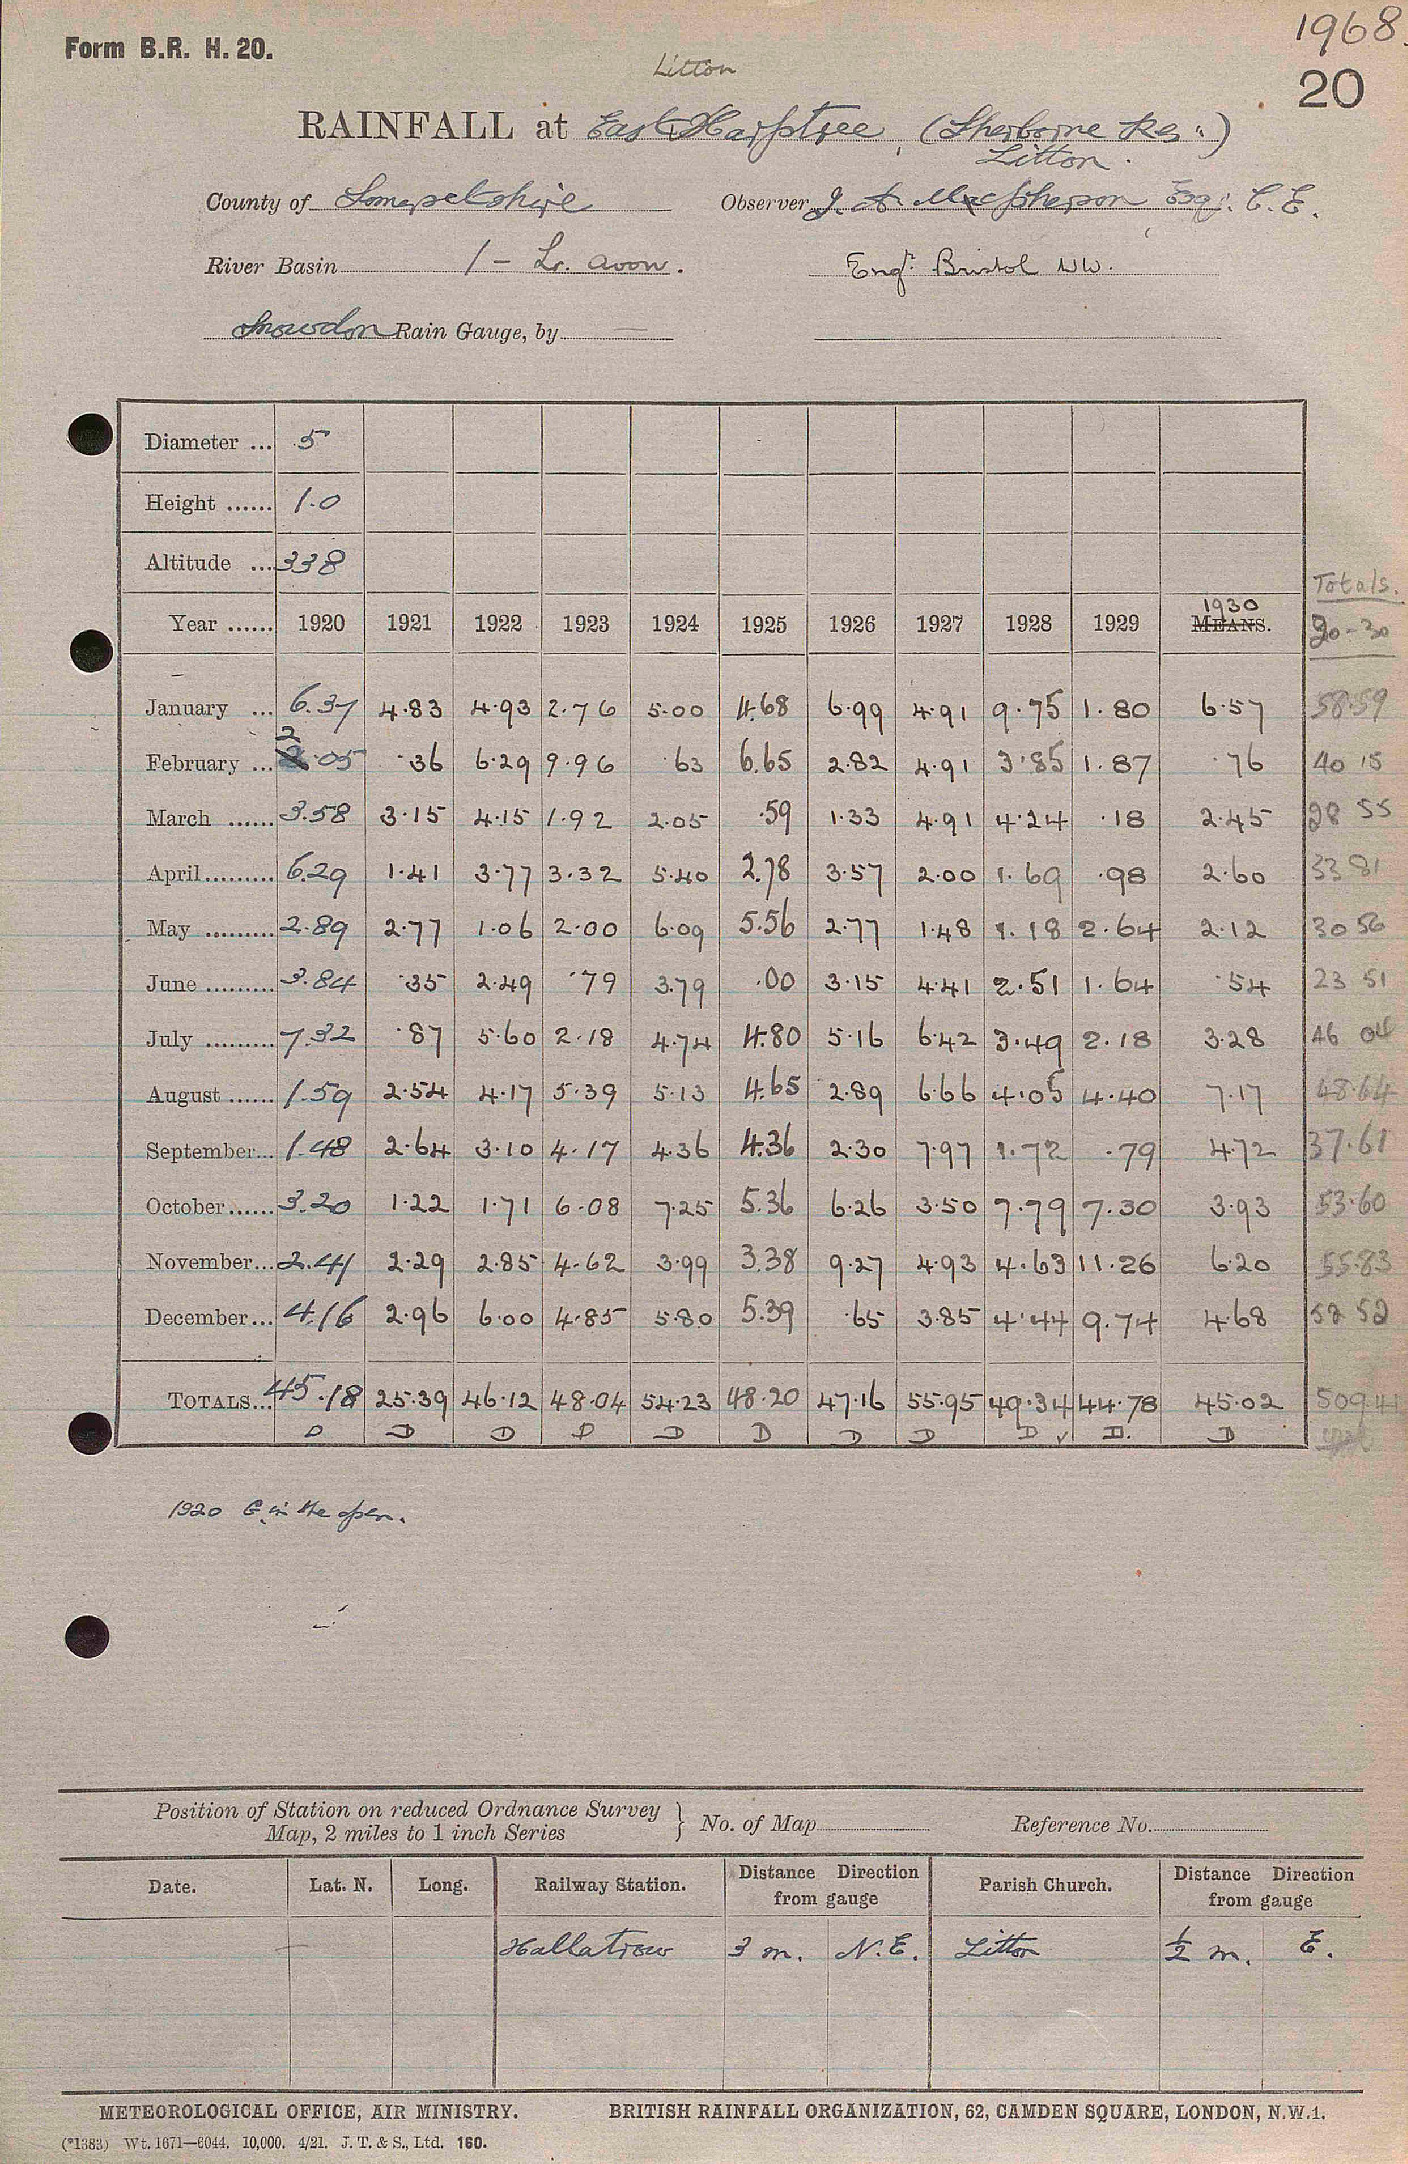 1968.
Form B.R. H. 20.
20
Litton
RAINFALL at East Harptree, (Sherborne Res:)
Litton.
County of Somersetshire Observer J. A. MacPherson Esq. C.E.
River Basin 1 - Lr. Avon. Engr. Bristol WW.
Snowdon Rain Gauge, by
Diameter ... 5
Height ...... 1.0
Altitude ... 338
Totals.
Year ...... 1920 1921 1922 1923 1924 1925 1926 1927 1928 1929 1930 MEANS. 20-30
January ... 6.37 4.83 4.93 2.76 5.00 4.68 6.99 4.91 9.75 1.80 6.57 58.59
February ... 2.05 .36 6.29 9.96 .63 6.65 2.82 4.91 3.85 1.87 .76 40 15
March ...... 3.58 3.15 4.15 1.92 2.05 .59 1.33 4.91 4.24 .18 2.45 28 55
April ......... 6.29 1.41 3.77 3.32 5.40 2.78 3.57 2.00 1.69 .98 2.60 33 81
May ......... 2.89 2.77 1.06 2.00 6.09 5.56 2.77 1.48 1.18 2.64 2.12 30 56
June ......... 3.84 .35 2.49 .79 3.79 .00 3.15 4.41 2.51 1.64 .54 23 51
July ......... 7.32 .87 5.60 2.18 4.74 4.80 5.16 6.42 3.49 2.18 3.28 46 04
August ...... 1.59 2.54 4.17 5.39 5.13 4.65 2.89 6.66 4.05 4.40 7.17 48.64
September... 1.48 2.64 3.10 4.17 4.36 4.36 2.30 7.97 1.72 .79 4.72 37.61
October...... 3.20 1.22 1.71 6.08 7.25 5.36 6.26 3.50 7.79 7.30 3.93 53.60
November... 2.41 2.29 2.85 4.62 3.99 3.38 9.27 4.93 4.63 11.26 6.20 55.83
December... 4.16 2.96 6.00 4.85 5.80 5.39 .65 3.85 4.44 9.74 4.68 52 52
TOTALS... 45.18 25.39 46.12 48.04 54.23 48.20 47.16 55.95 49.34 44.78 45.02 509.41
D D D D D D D D D ✓ D. D
1920 G. in the open.
Position of Station on reduced Ordnance Survey Map, 2 miles to 1 inch Series } No. of Map Reference No.
Date. Lat. N. Long. Railway Station. Distance Direction from gauge Parish Church. Distance Direction from gauge
Hallatrow 3 m. N.E. Litton ½ m. E.
METEOROLOGICAL OFFICE, AIR MINISTRY. BRITISH RAINFALL ORGANIZATION, 62, CAMDEN SQUARE, LONDON, N.W.1.
(*1383) Wt. 1671—6044. 10,000. 4/21. J. T. & S., Ltd. 160.